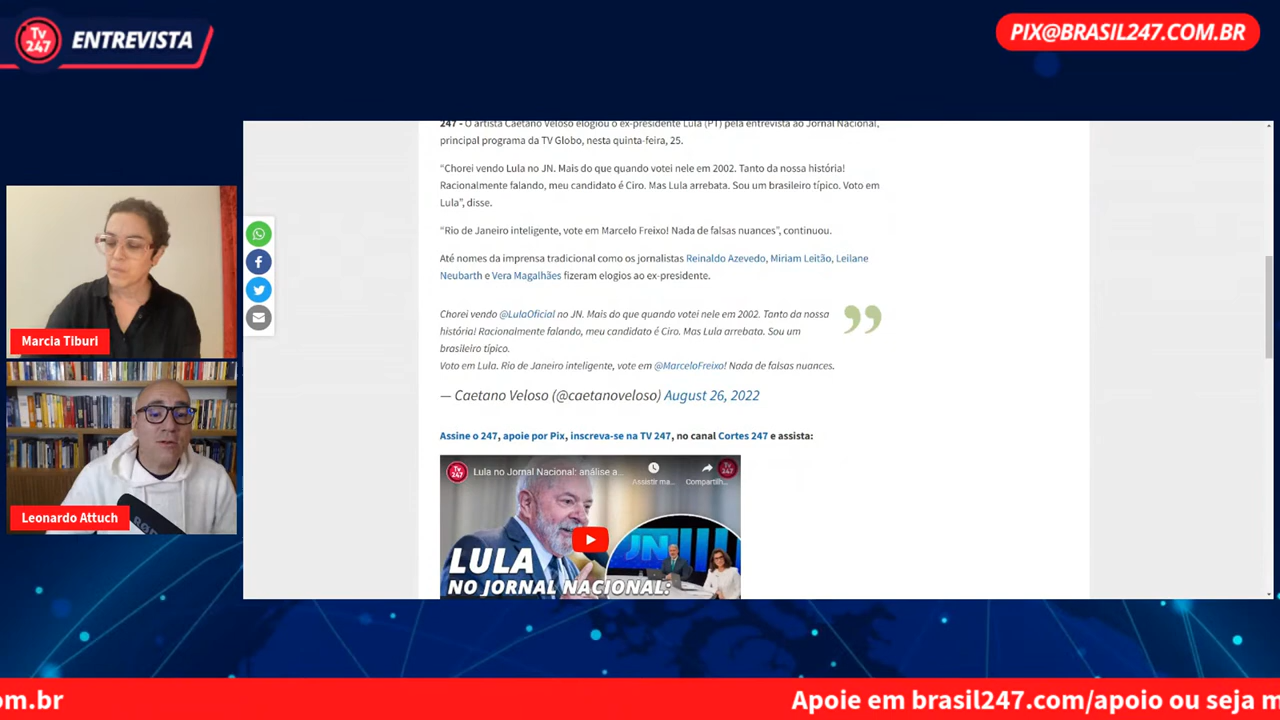 Tv 247
ENTREVISTA
PIX@BRASIL247.COM.BR
247 - O artista Caetano Veloso elogiou o ex-presidente Lula (PT) pela entrevista ao Jornal Nacional,
principal programa da TV Globo, nesta quinta-feira, 25.
“Chorei vendo Lula no JN. Mais do que quando votei nele em 2002. Tanto da nossa história!
Racionalmente falando, meu candidato é Ciro. Mas Lula arrebata. Sou um brasileiro típico. Voto em
Lula”, disse.
“Rio de Janeiro inteligente, vote em Marcelo Freixo! Nada de falsas nuances”, continuou.
Até nomes da imprensa tradicional como os jornalistas Reinaldo Azevedo, Miriam Leitão, Leilane
Neubarth e Vera Magalhães fizeram elogios ao ex-presidente.
Chorei vendo @LulaOficial no JN. Mais do que quando votei nele em 2002. Tanto da nossa
história! Racionalmente falando, meu candidato é Ciro. Mas Lula arrebata. Sou um
brasileiro típico.
Voto em Lula. Rio de Janeiro inteligente, vote em @MarceloFreixo! Nada de falsas nuances.
— Caetano Veloso (@caetanoveloso) August 26, 2022
Assine o 247, apoie por Pix, inscreva-se na TV 247, no canal Cortes 247 e assista:
Tv 247
Lula no Jornal Nacional: análise a...
Assistir ma...
Compartilh...
Tv 247
JN
LULA
NO JORNAL NACIONAL:
Marcia Tiburi
Leonardo Attuch
om.br
Apoie em brasil247.com/apoio ou seja m